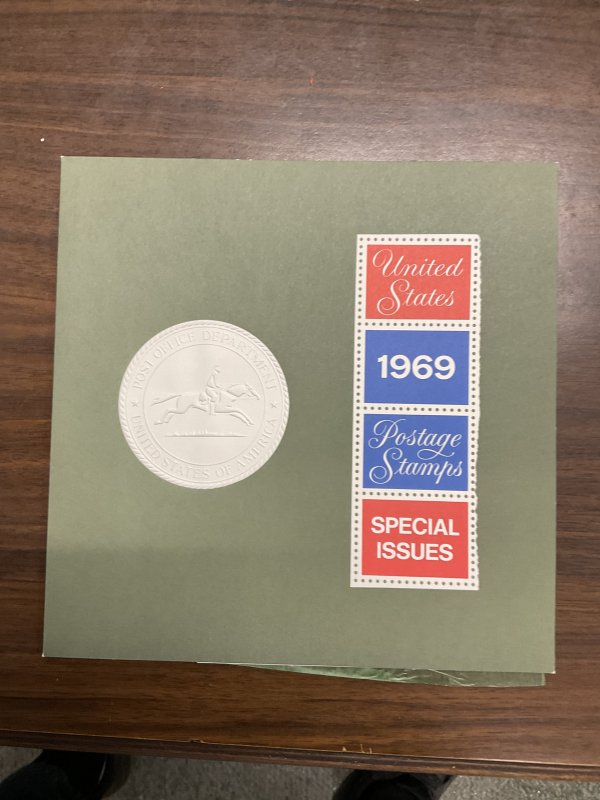 POST OFFICE DEPARTMENT
★ UNITED STATES OF AMERICA ★
United
States
1969
Postage
Stamps
SPECIAL
ISSUES